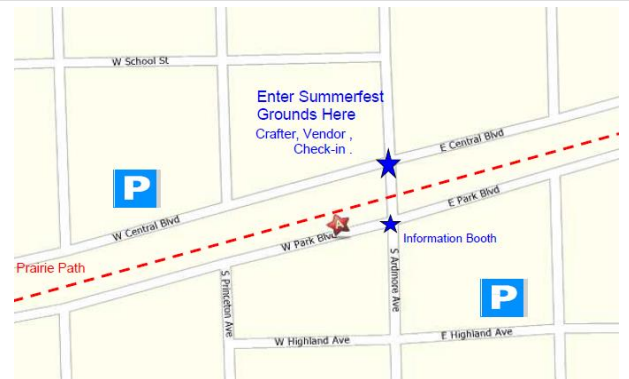 W School St
Enter Summerfest
Grounds Here
Crafter, Vendor ,
Check-in .
E Central Blvd
P
W Central Blvd
E Park Blvd
W Park Blvd
Information Booth
Prairie Path
S Princeton Ave
S Ardmore Ave
P
W Highland Ave
E Highland Ave